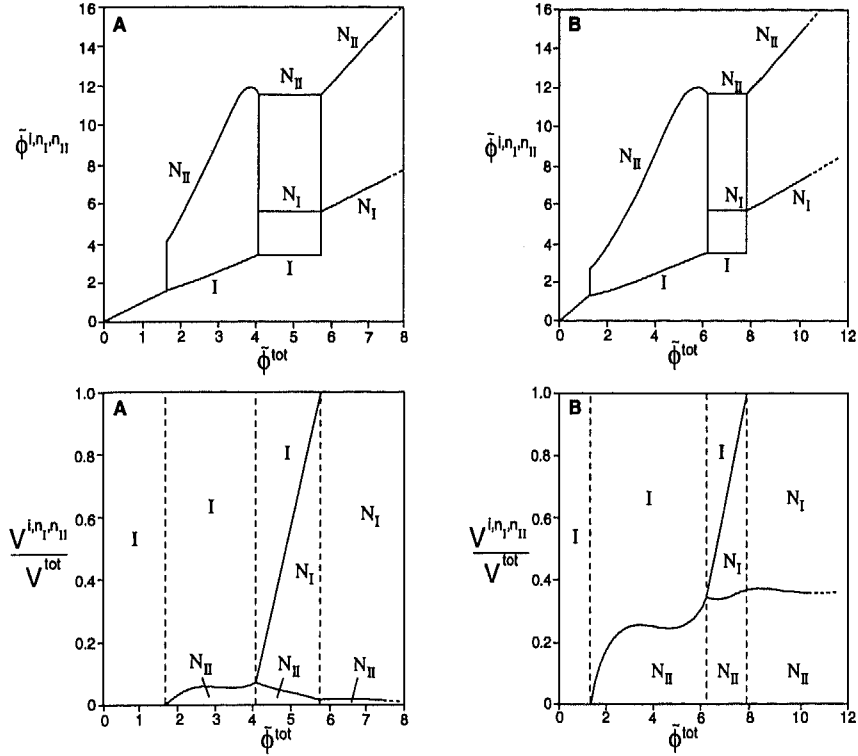 A
16
14
12
10
8
6
4
2
0
ϕ̃^{i,n_I,n_II}
N_II
N_II
N_II
N_I
N_I
I
I
0 1 2 3 4 5 6 7 8
ϕ̃^{tot}
B
16
14
12
10
8
6
4
2
0
ϕ̃^{i,n_I,n_II}
N_II
N_II
N_II
N_I
N_I
I
I
0 2 4 6 8 10 12
ϕ̃^{tot}
A
1.0
0.8
0.6
0.4
0.2
0
V^{i,n_I,n_II}
V^{tot}
I
I
I
N_I
N_I
N_II
N_II
N_II
0 1 2 3 4 5 6 7 8
ϕ̃^{tot}
B
1.0
0.8
0.6
0.4
0.2
0
V^{i,n_I,n_II}
V^{tot}
I
I
I
N_I
N_I
N_II
N_II
N_II
0 2 4 6 8 10 12
ϕ̃^{tot}